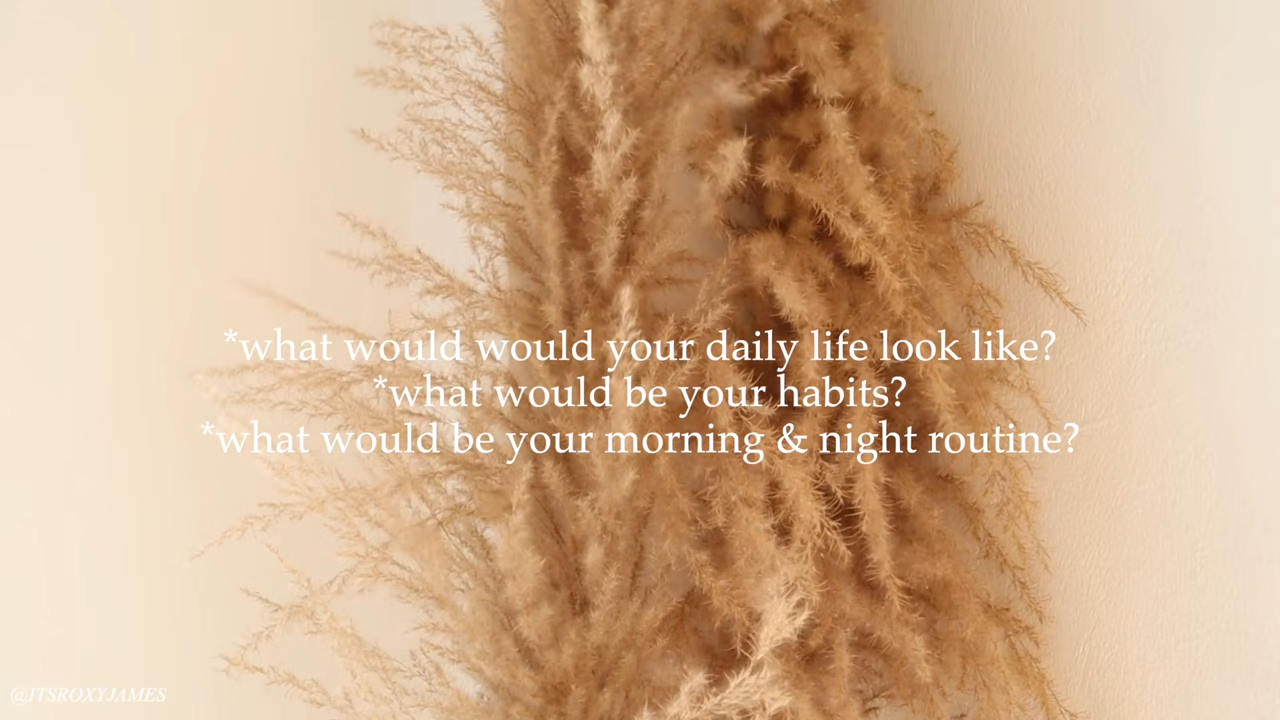 *what would would your daily life look like?
*what would be your habits?
*what would be your morning & night routine?
@ITSROXYJAMES